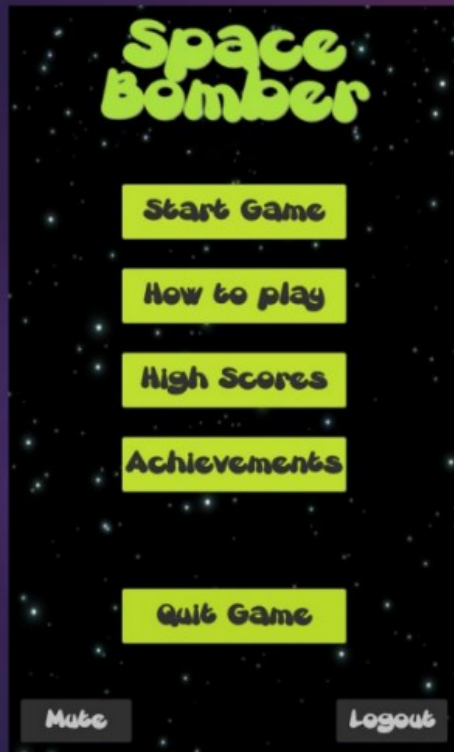 Space
Bomber
Start Game
How to play
High Scores
Achievements
Quit Game
Mute
Logout